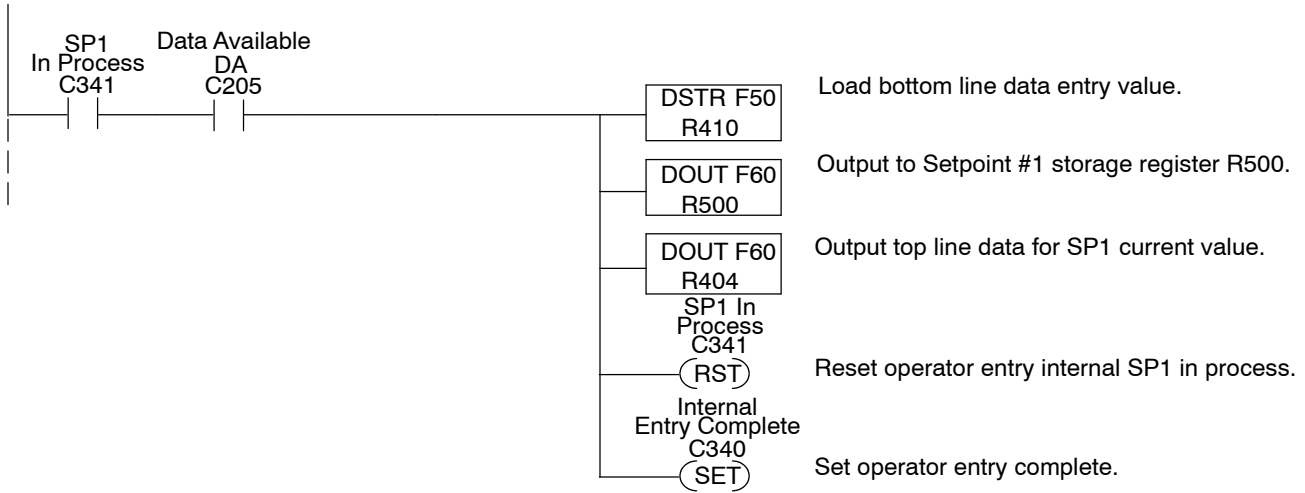 SP1
In Process
C341
Data Available
DA
C205
DSTR F50
R410
Load bottom line data entry value.
DOUT F60
R500
Output to Setpoint #1 storage register R500.
DOUT F60
R404
Output top line data for SP1 current value.
SP1 In
Process
C341
RST
Reset operator entry internal SP1 in process.
Internal
Entry Complete
C340
SET
Set operator entry complete.